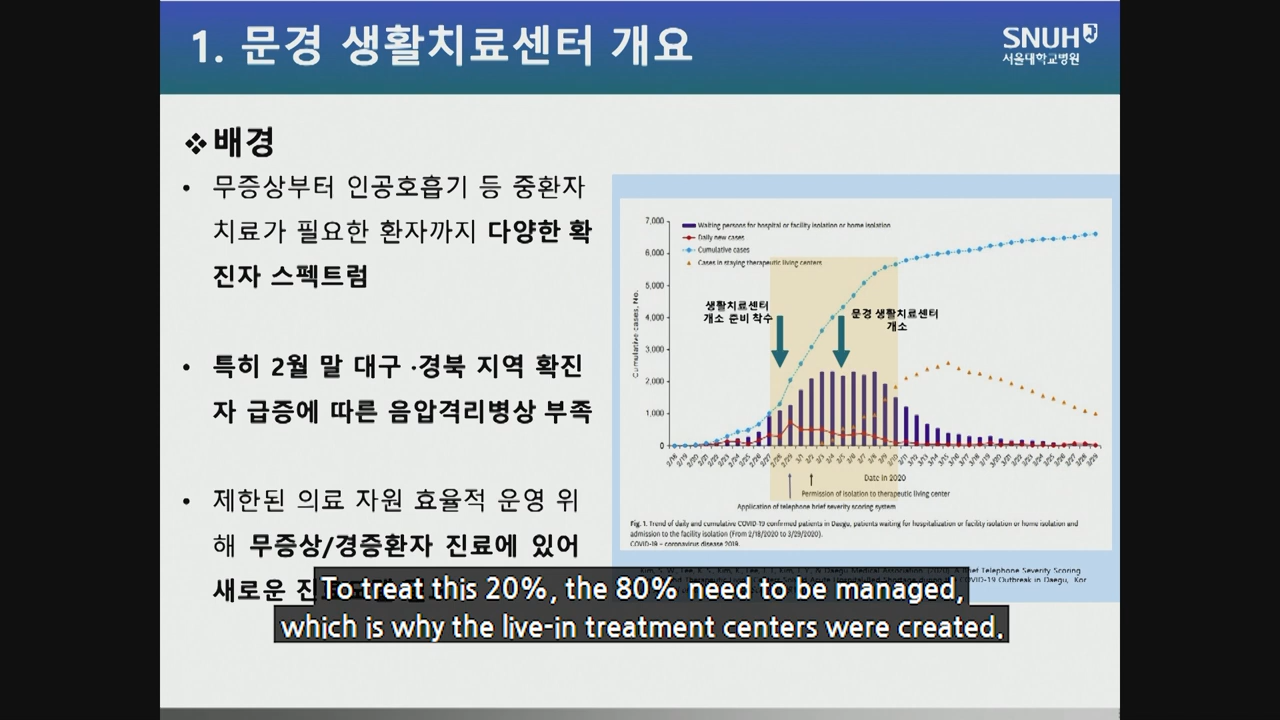 1. 문경 생활치료센터 개요
SNUH
서울대학교병원
❖배경
• 무증상부터 인공호흡기 등 중환자
치료가 필요한 환자까지 다양한 확
진자 스펙트럼
• 특히 2월 말 대구 ·경북 지역 확진
자 급증에 따른 음압격리병상 부족
• 제한된 의료 자원 효율적 운영 위
해 무증상/경증환자 진료에 있어
새로운
7,000
6,000
5,000
4,000
3,000
2,000
1,000
0
Cumulative cases, No.
Waiting persons for hospital or facility isolation or home isolation
Daily new cases
Cumulative cases
Cases in staying therapeutic living centers
생활치료센터
개소 준비 착수
문경 생활치료센터
개소
Date in 2020
Permission of isolation to therapeutic living center
Application of telephone brief severity scoring system
Fig. 1. Trend of daily and cumulative COVID-19 confirmed patients in Daegu, patients waiting for hospitalization or facility isolation or home isolation and
admission to the facility isolation (From 2/18/2020 to 3/29/2020).
COVID-19 = coronavirus disease 2019.
To treat this 20%, the 80% need to be managed,
which is why the live-in treatment centers were created.